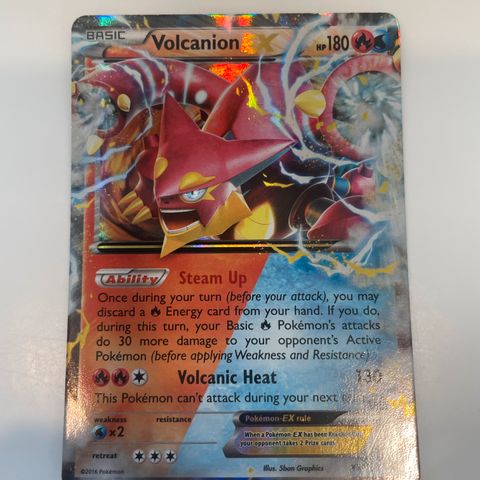 BASIC Volcanion EX HP180
Ability Steam Up
Once during your turn (before your attack), you may
discard a Energy card from your hand. If you do,
during this turn, your Basic Pokémon's attacks
do 30 more damage to your opponent's Active
Pokémon (before applying Weakness and Resistance).
Volcanic Heat 130
This Pokémon can't attack during your next
weakness resistance Pokémon-EX rule
×2 When a Pokémon-EX has been
your opponent takes 2 Prize cards.
retreat
©2016 Pokémon Illus. 5ban Graphics